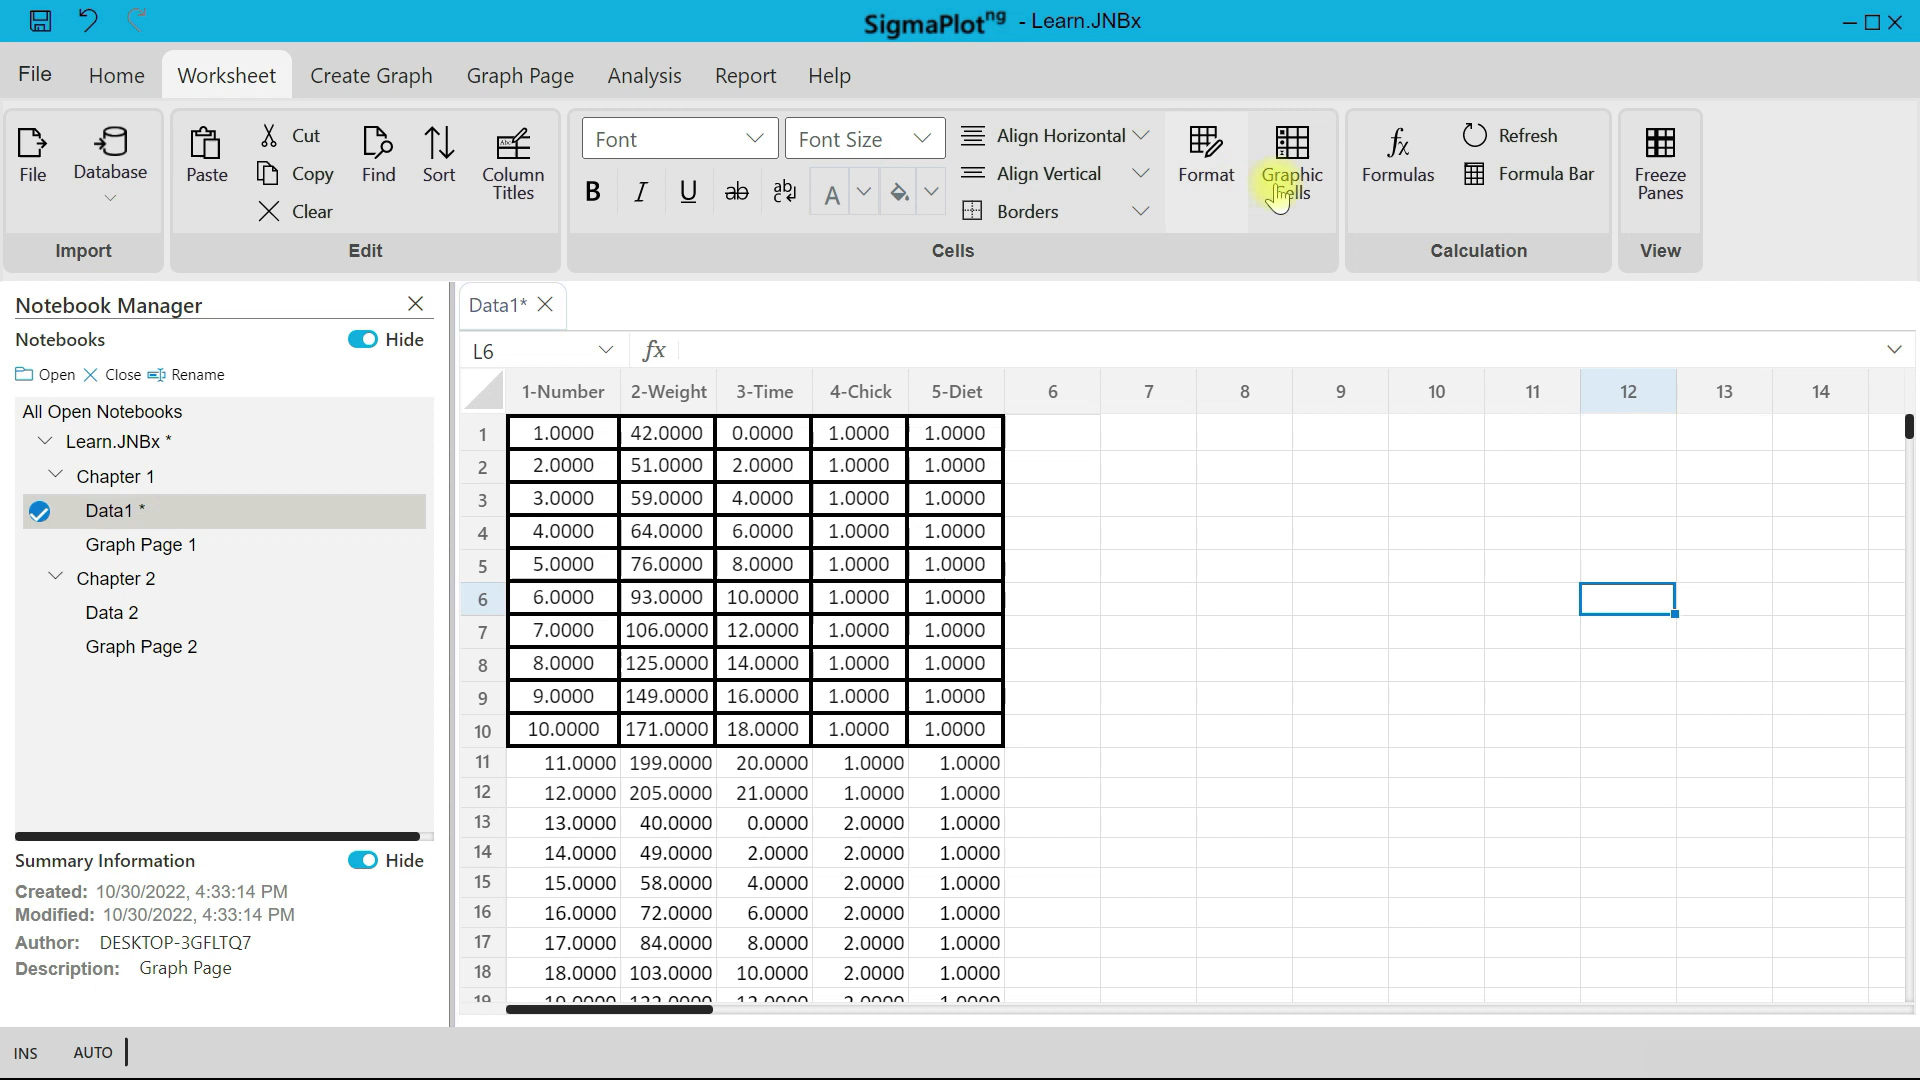 SigmaPlot^ng - Learn.JNBx
File Home Worksheet Create Graph Graph Page Analysis Report Help
File Database Paste Cut Copy Clear Find Sort Column Titles
Font Font Size Align Horizontal
B I U ab ab A Align Vertical
Borders
Format Graphic Cells
Formulas Refresh Formula Bar Freeze Panes
Import Edit Cells Calculation View
Notebook Manager
Notebooks Hide
Open Close Rename
All Open Notebooks
Learn.JNBx *
Chapter 1
Data1 *
Graph Page 1
Chapter 2
Data 2
Graph Page 2
Summary Information Hide
Created: 10/30/2022, 4:33:14 PM
Modified: 10/30/2022, 4:33:14 PM
Author: DESKTOP-3GFLTQ7
Description: Graph Page
Data1*
L6 fx
1-Number 2-Weight 3-Time 4-Chick 5-Diet 6 7 8 9 10 11 12 13 14
1 1.0000 42.0000 0.0000 1.0000 1.0000
2 2.0000 51.0000 2.0000 1.0000 1.0000
3 3.0000 59.0000 4.0000 1.0000 1.0000
4 4.0000 64.0000 6.0000 1.0000 1.0000
5 5.0000 76.0000 8.0000 1.0000 1.0000
6 6.0000 93.0000 10.0000 1.0000 1.0000
7 7.0000 106.0000 12.0000 1.0000 1.0000
8 8.0000 125.0000 14.0000 1.0000 1.0000
9 9.0000 149.0000 16.0000 1.0000 1.0000
10 10.0000 171.0000 18.0000 1.0000 1.0000
11 11.0000 199.0000 20.0000 1.0000 1.0000
12 12.0000 205.0000 21.0000 1.0000 1.0000
13 13.0000 40.0000 0.0000 2.0000 1.0000
14 14.0000 49.0000 2.0000 2.0000 1.0000
15 15.0000 58.0000 4.0000 2.0000 1.0000
16 16.0000 72.0000 6.0000 2.0000 1.0000
17 17.0000 84.0000 8.0000 2.0000 1.0000
18 18.0000 103.0000 10.0000 2.0000 1.0000
INS AUTO